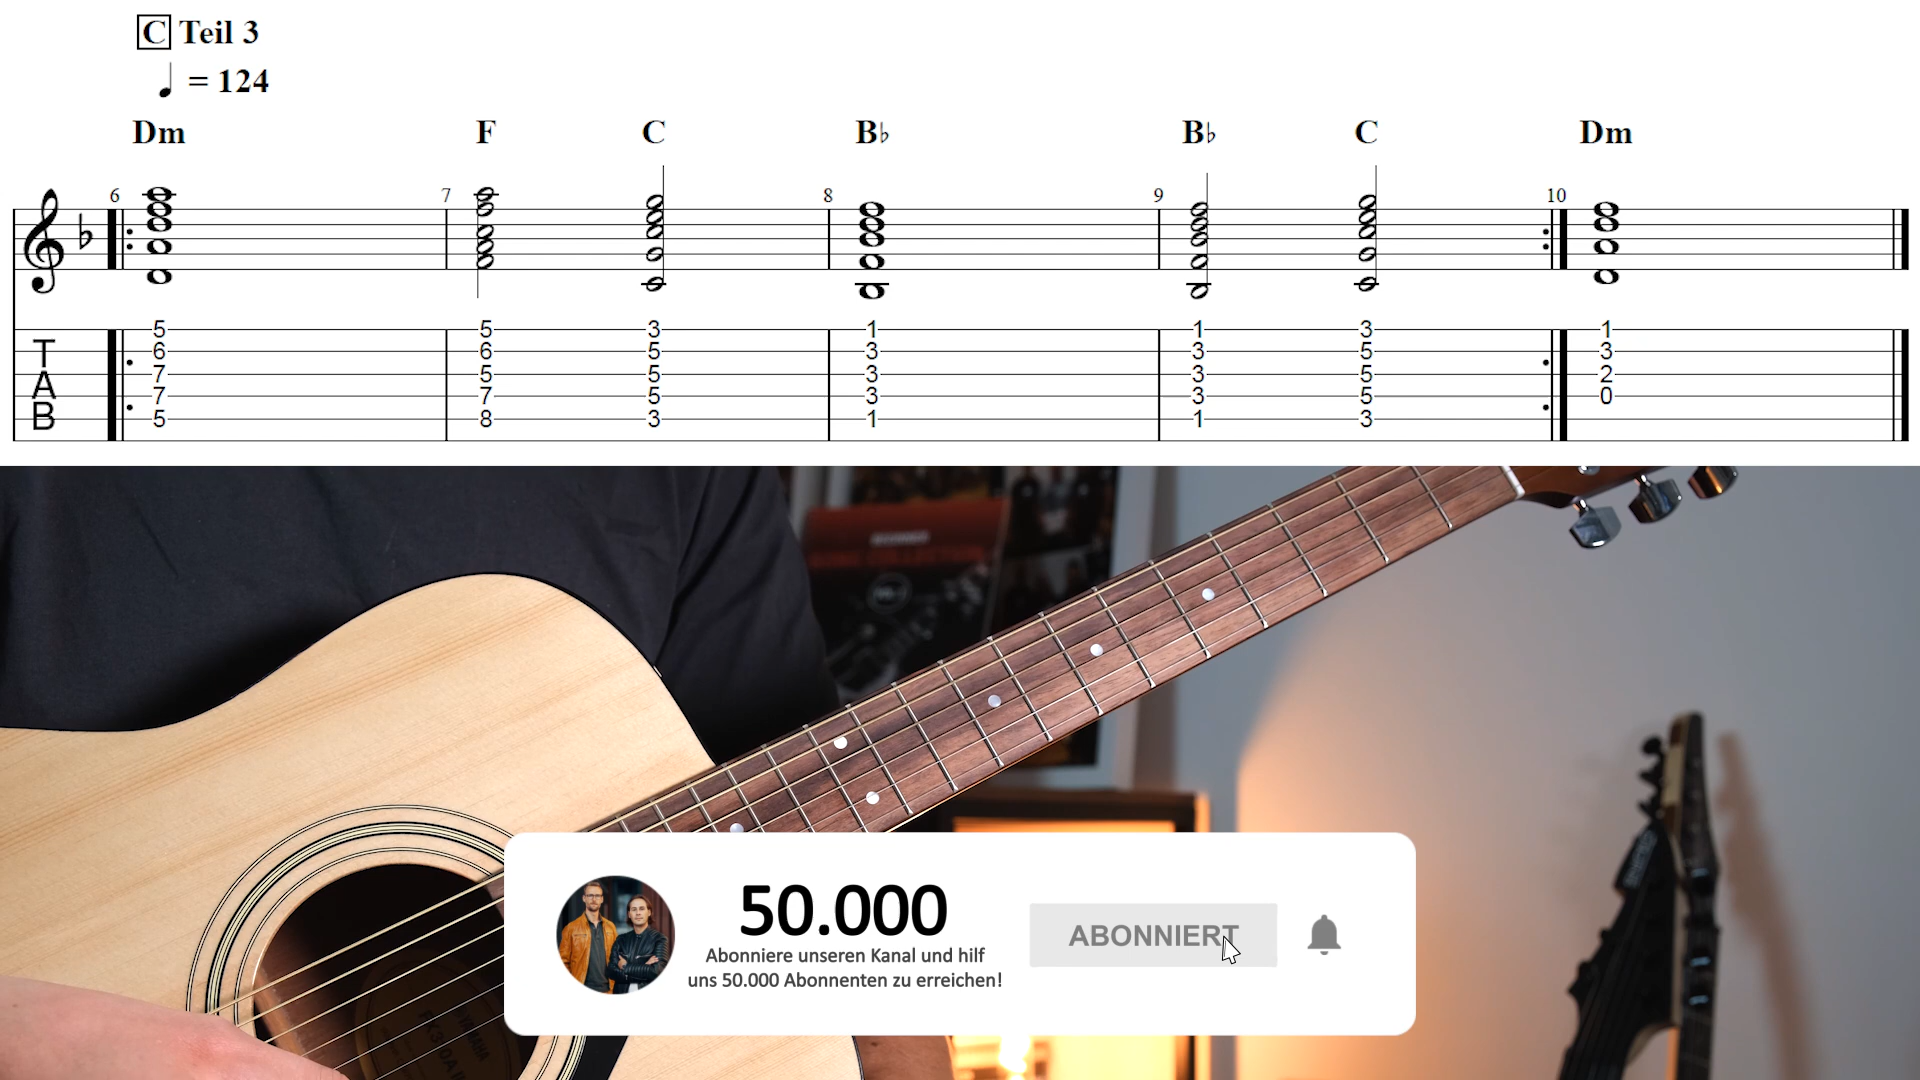 C Teil 3
♩ = 124
Dm F C B♭ B♭ C Dm
6 7 8 9 10
T 5 5 3 1 1 3 1
6 6 5 3 3 5 3
A 7 5 5 3 3 5 2
7 7 5 3 3 5 0
B 5 8 3 1 1 3
50.000
Abonniere unseren Kanal und hilf
uns 50.000 Abonnenten zu erreichen!
ABONNIERT
YAMAHA